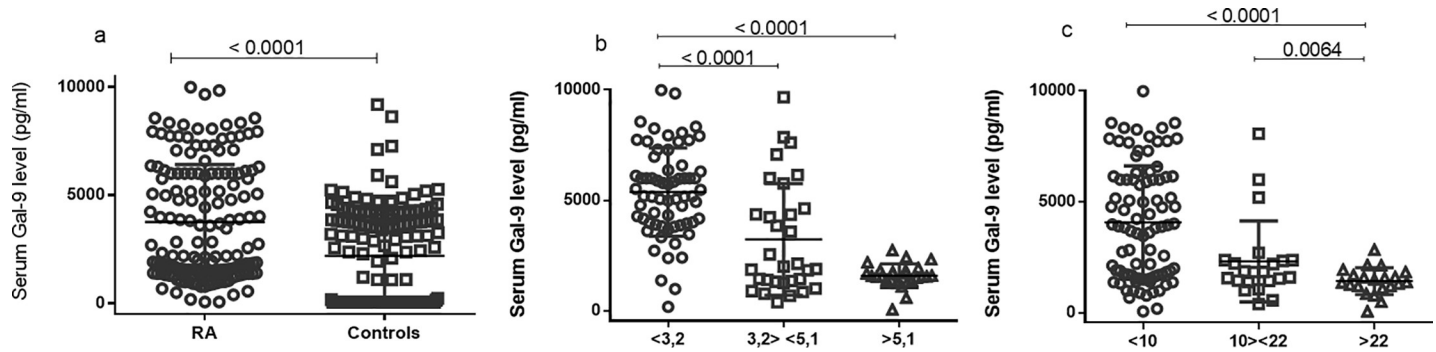 a
< 0.0001
Serum Gal-9 level (pg/ml)
10000
5000
0
RA
Controls
b
< 0.0001
< 0.0001
Serum Gal-9 level (pg/ml)
10000
5000
0
<3,2
3,2> <5,1
>5,1
c
< 0.0001
0.0064
Serum Gal-9 level (pg/ml)
10000
5000
0
<10
10><22
>22